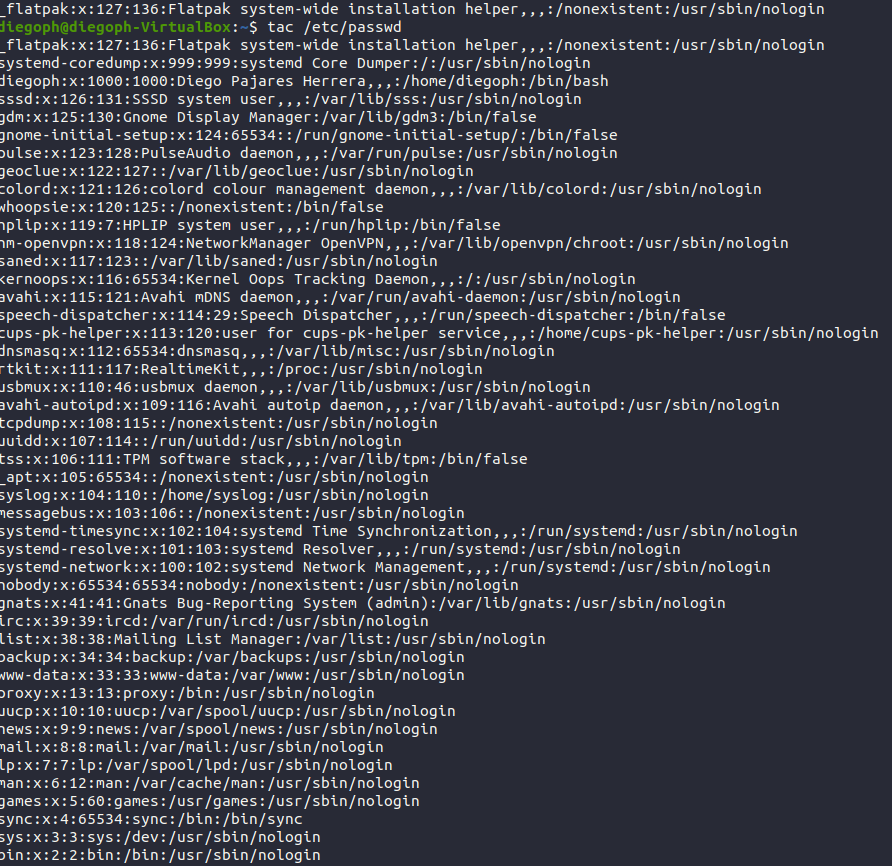 _flatpak:x:127:136:Flatpak system-wide installation helper,,,:/nonexistent:/usr/sbin/nologin
diegoph@diegoph-VirtualBox:~$ tac /etc/passwd
_flatpak:x:127:136:Flatpak system-wide installation helper,,,:/nonexistent:/usr/sbin/nologin
systemd-coredump:x:999:999:systemd Core Dumper:/:/usr/sbin/nologin
diegoph:x:1000:1000:Diego Pajares Herrera,,,:/home/diegoph:/bin/bash
sssd:x:126:131:SSSD system user,,,:/var/lib/sss:/usr/sbin/nologin
gdm:x:125:130:Gnome Display Manager:/var/lib/gdm3:/bin/false
gnome-initial-setup:x:124:65534::/run/gnome-initial-setup/:/bin/false
pulse:x:123:128:PulseAudio daemon,,,:/var/run/pulse:/usr/sbin/nologin
geoclue:x:122:127::/var/lib/geoclue:/usr/sbin/nologin
colord:x:121:126:colord colour management daemon,,,:/var/lib/colord:/usr/sbin/nologin
whoopsie:x:120:125::/nonexistent:/bin/false
hplip:x:119:7:HPLIP system user,,,:/run/hplip:/bin/false
nm-openvpn:x:118:124:NetworkManager OpenVPN,,,:/var/lib/openvpn/chroot:/usr/sbin/nologin
saned:x:117:123::/var/lib/saned:/usr/sbin/nologin
kernoops:x:116:65534:Kernel Oops Tracking Daemon,,,:/:/usr/sbin/nologin
avahi:x:115:121:Avahi mDNS daemon,,,:/var/run/avahi-daemon:/usr/sbin/nologin
speech-dispatcher:x:114:29:Speech Dispatcher,,,:/run/speech-dispatcher:/bin/false
cups-pk-helper:x:113:120:user for cups-pk-helper service,,,:/home/cups-pk-helper:/usr/sbin/nologin
dnsmasq:x:112:65534:dnsmasq,,,:/var/lib/misc:/usr/sbin/nologin
rtkit:x:111:117:RealtimeKit,,,:/proc:/usr/sbin/nologin
usbmux:x:110:46:usbmux daemon,,,:/var/lib/usbmux:/usr/sbin/nologin
avahi-autoipd:x:109:116:Avahi autoip daemon,,,:/var/lib/avahi-autoipd:/usr/sbin/nologin
tcpdump:x:108:115::/nonexistent:/usr/sbin/nologin
uuidd:x:107:114::/run/uuidd:/usr/sbin/nologin
tss:x:106:111:TPM software stack,,,:/var/lib/tpm:/bin/false
_apt:x:105:65534::/nonexistent:/usr/sbin/nologin
syslog:x:104:110::/home/syslog:/usr/sbin/nologin
messagebus:x:103:106::/nonexistent:/usr/sbin/nologin
systemd-timesync:x:102:104:systemd Time Synchronization,,,:/run/systemd:/usr/sbin/nologin
systemd-resolve:x:101:103:systemd Resolver,,,:/run/systemd:/usr/sbin/nologin
systemd-network:x:100:102:systemd Network Management,,,:/run/systemd:/usr/sbin/nologin
nobody:x:65534:65534:nobody:/nonexistent:/usr/sbin/nologin
gnats:x:41:41:Gnats Bug-Reporting System (admin):/var/lib/gnats:/usr/sbin/nologin
irc:x:39:39:ircd:/var/run/ircd:/usr/sbin/nologin
list:x:38:38:Mailing List Manager:/var/list:/usr/sbin/nologin
backup:x:34:34:backup:/var/backups:/usr/sbin/nologin
www-data:x:33:33:www-data:/var/www:/usr/sbin/nologin
proxy:x:13:13:proxy:/bin:/usr/sbin/nologin
uucp:x:10:10:uucp:/var/spool/uucp:/usr/sbin/nologin
news:x:9:9:news:/var/spool/news:/usr/sbin/nologin
mail:x:8:8:mail:/var/mail:/usr/sbin/nologin
lp:x:7:7:lp:/var/spool/lpd:/usr/sbin/nologin
man:x:6:12:man:/var/cache/man:/usr/sbin/nologin
games:x:5:60:games:/usr/games:/usr/sbin/nologin
sync:x:4:65534:sync:/bin:/bin/sync
sys:x:3:3:sys:/dev:/usr/sbin/nologin
bin:x:2:2:bin:/bin:/usr/sbin/nologin